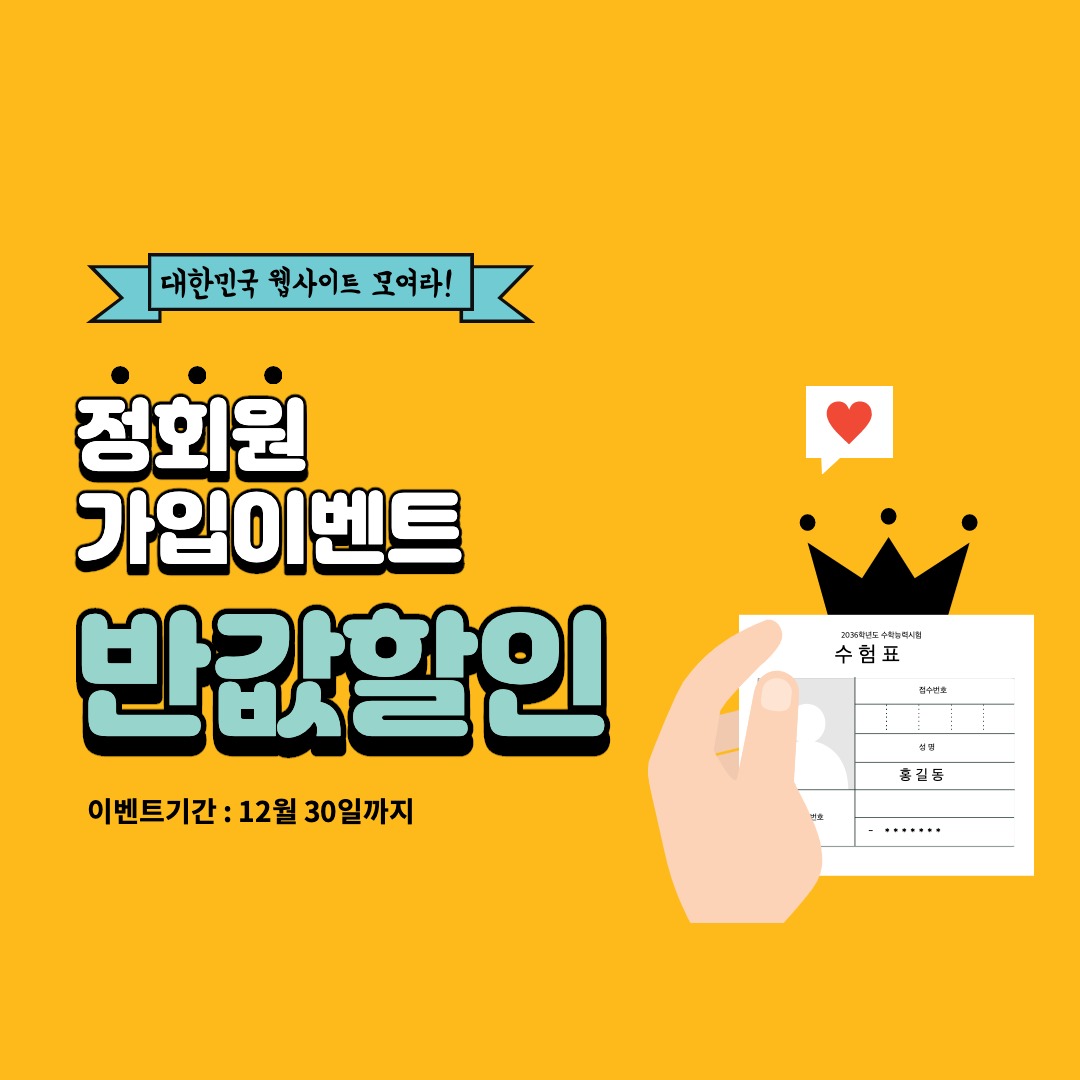 대한민국 웹사이트 모여라!
정회원
가입이벤트
반값할인
이벤트기간 : 12월 30일까지
2036학년도 수학능력시험
수 험 표
접수번호
성 명
홍 길 동
번호
- *******